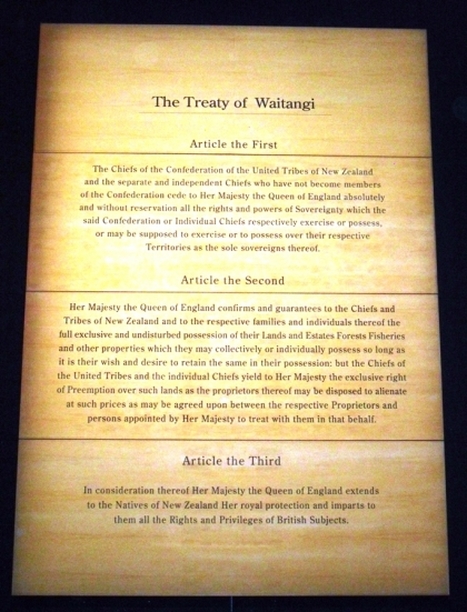 The Treaty of Waitangi
Article the First
The Chiefs of the Confederation of the United Tribes of New Zealand
and the separate and independent Chiefs who have not become members
of the Confederation cede to Her Majesty the Queen of England absolutely
and without reservation all the rights and powers of Sovereignty which the
said Confederation or Individual Chiefs respectively exercise or possess,
or may be supposed to exercise or to possess over their respective
Territories as the sole sovereigns thereof.
Article the Second
Her Majesty the Queen of England confirms and guarantees to the Chiefs and
Tribes of New Zealand and to the respective families and individuals thereof the
full exclusive and undisturbed possession of their Lands and Estates Forests Fisheries
and other properties which they may collectively or individually possess so long as
it is their wish and desire to retain the same in their possession: but the Chiefs of
the United Tribes and the individual Chiefs yield to Her Majesty the exclusive right
of Preemption over such lands as the proprietors thereof may be disposed to alienate
at such prices as may be agreed upon between the respective Proprietors and
persons appointed by Her Majesty to treat with them in that behalf.
Article the Third
In consideration thereof Her Majesty the Queen of England extends
to the Natives of New Zealand Her royal protection and imparts to
them all the Rights and Privileges of British Subjects.